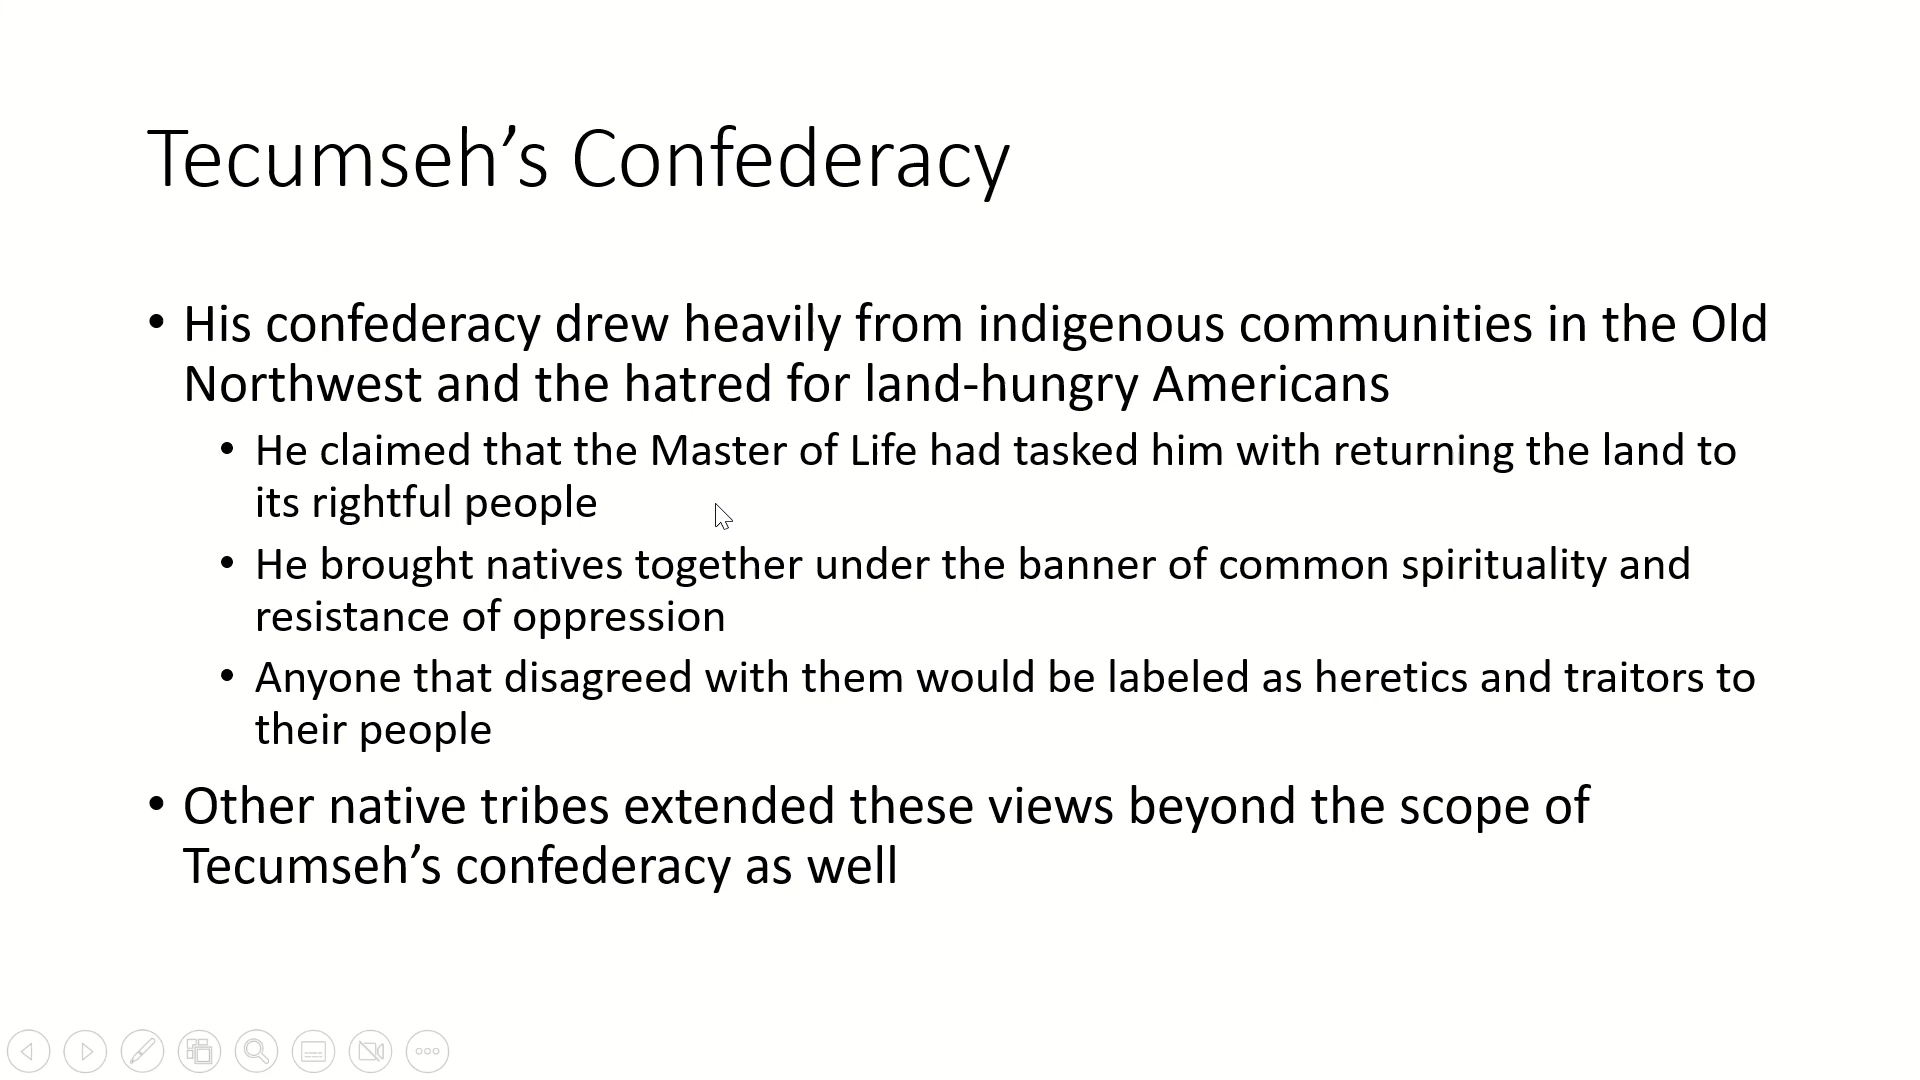 Tecumseh’s Confederacy
• His confederacy drew heavily from indigenous communities in the Old
Northwest and the hatred for land-hungry Americans
• He claimed that the Master of Life had tasked him with returning the land to
its rightful people
• He brought natives together under the banner of common spirituality and
resistance of oppression
• Anyone that disagreed with them would be labeled as heretics and traitors to
their people
• Other native tribes extended these views beyond the scope of
Tecumseh’s confederacy as well